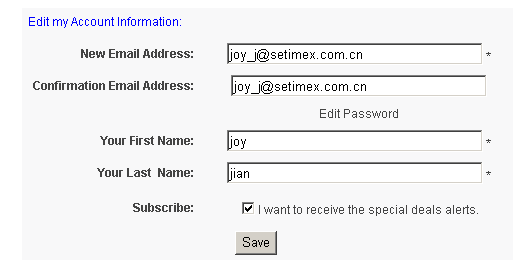 Edit my Account Information:
New Email Address: joy_j@setimex.com.cn *
Confirmation Email Address: joy_j@setimex.com.cn
Edit Password
Your First Name: joy *
Your Last Name: jian *
Subscribe: I want to receive the special deals alerts.
Save